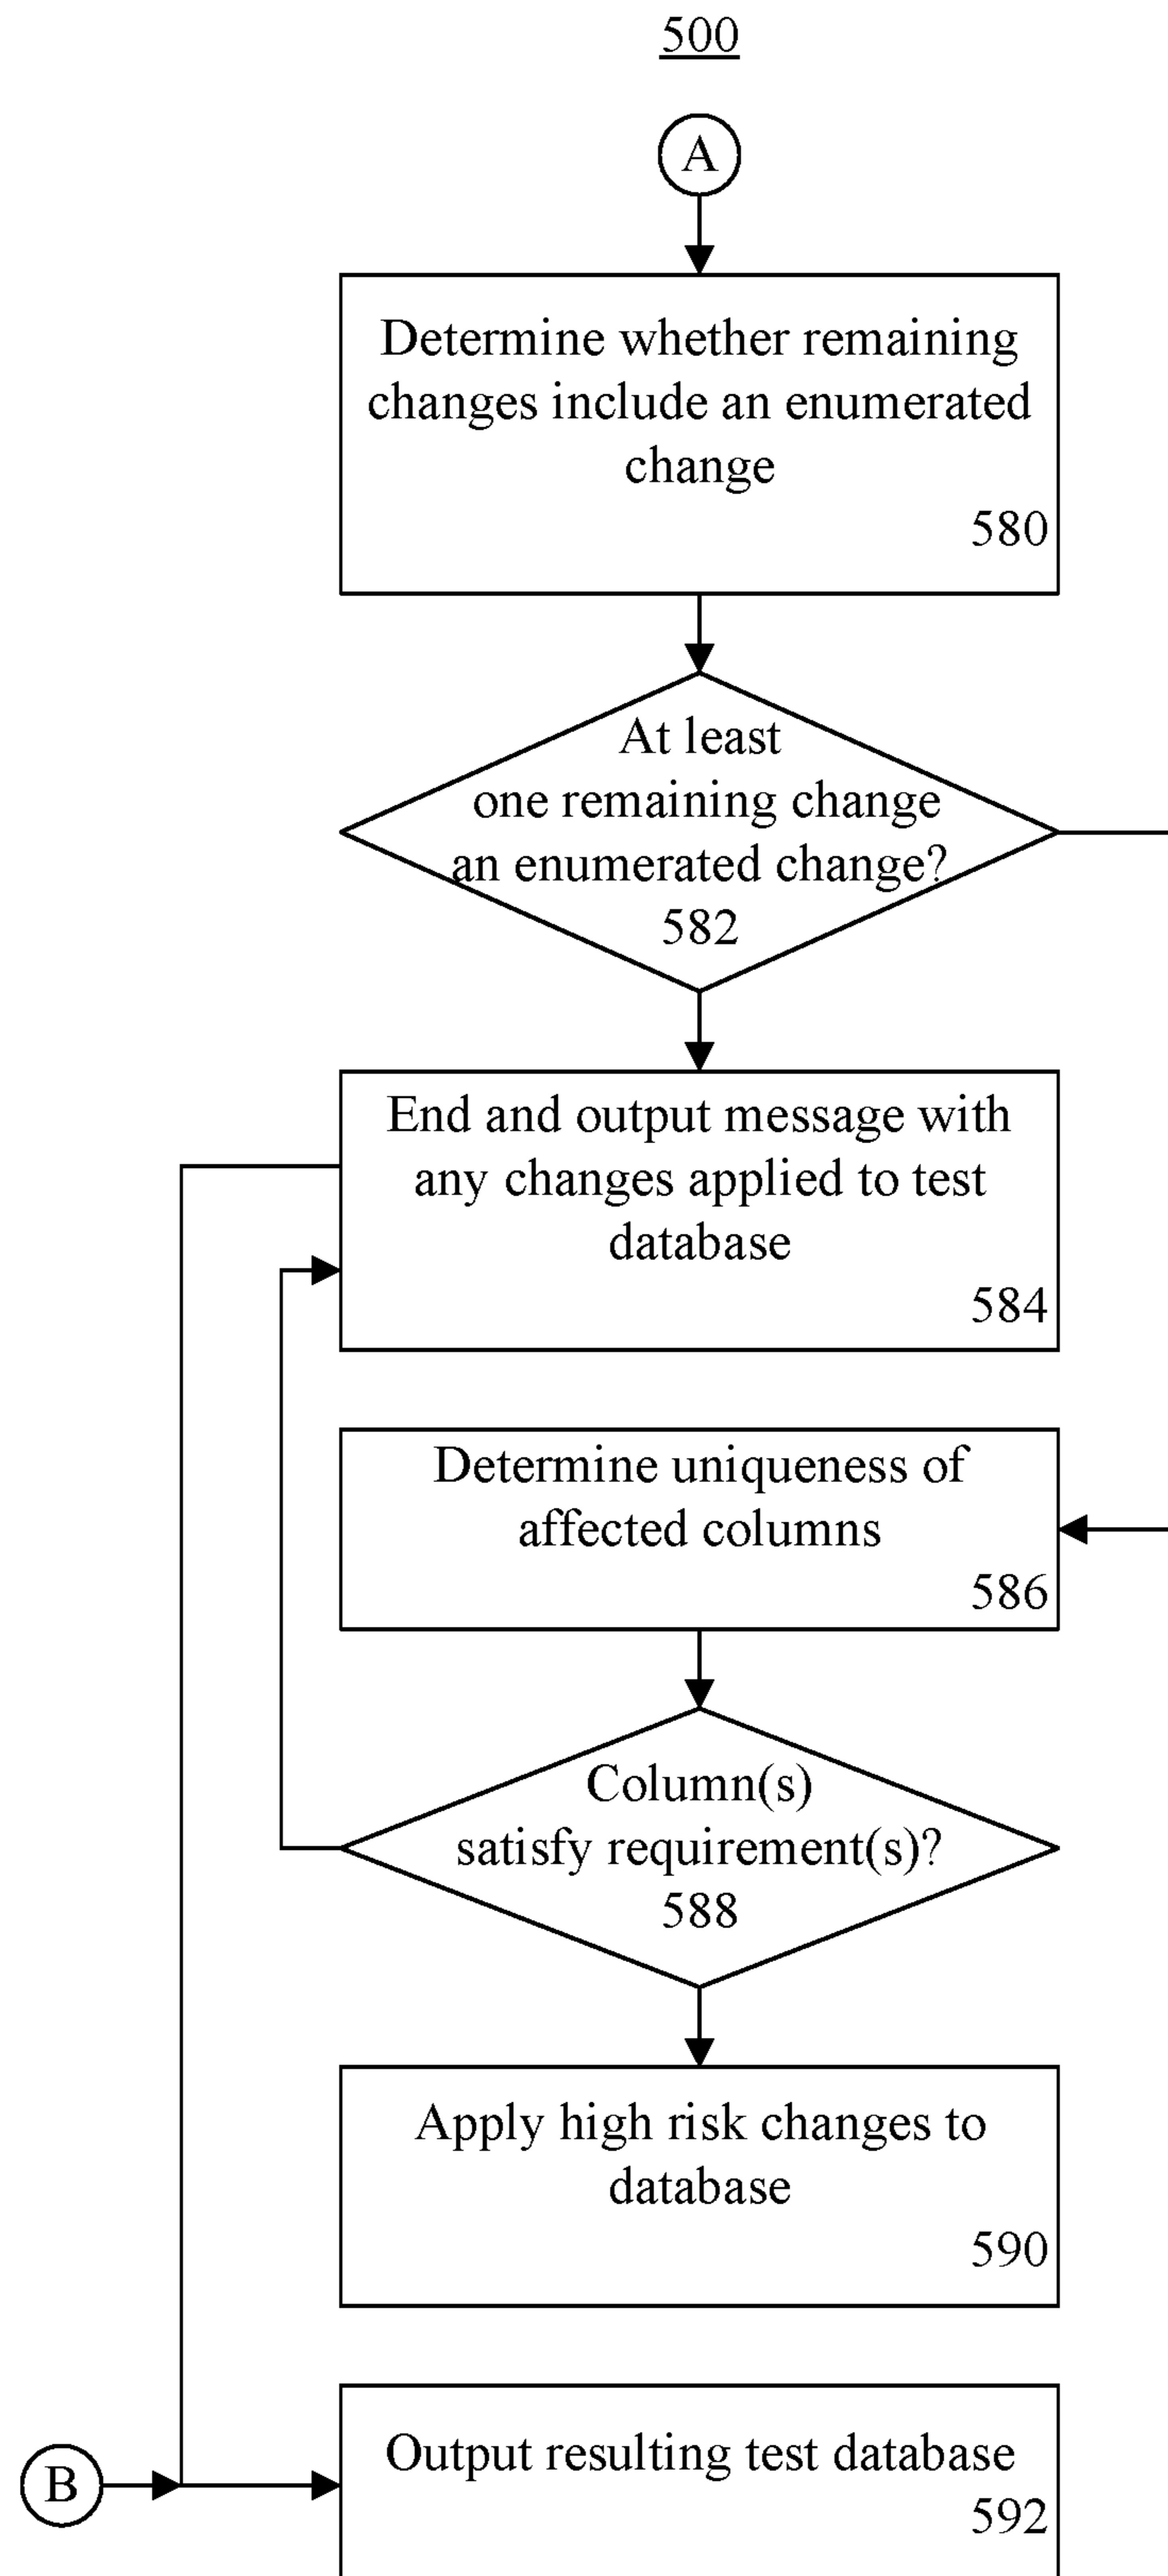 500
A
Determine whether remaining
changes include an enumerated
change
580
At least
one remaining change
an enumerated change?
582
End and output message with
any changes applied to test
database
584
Determine uniqueness of
affected columns
586
Column(s)
satisfy requirement(s)?
588
Apply high risk changes to
database
590
B
Output resulting test database
592